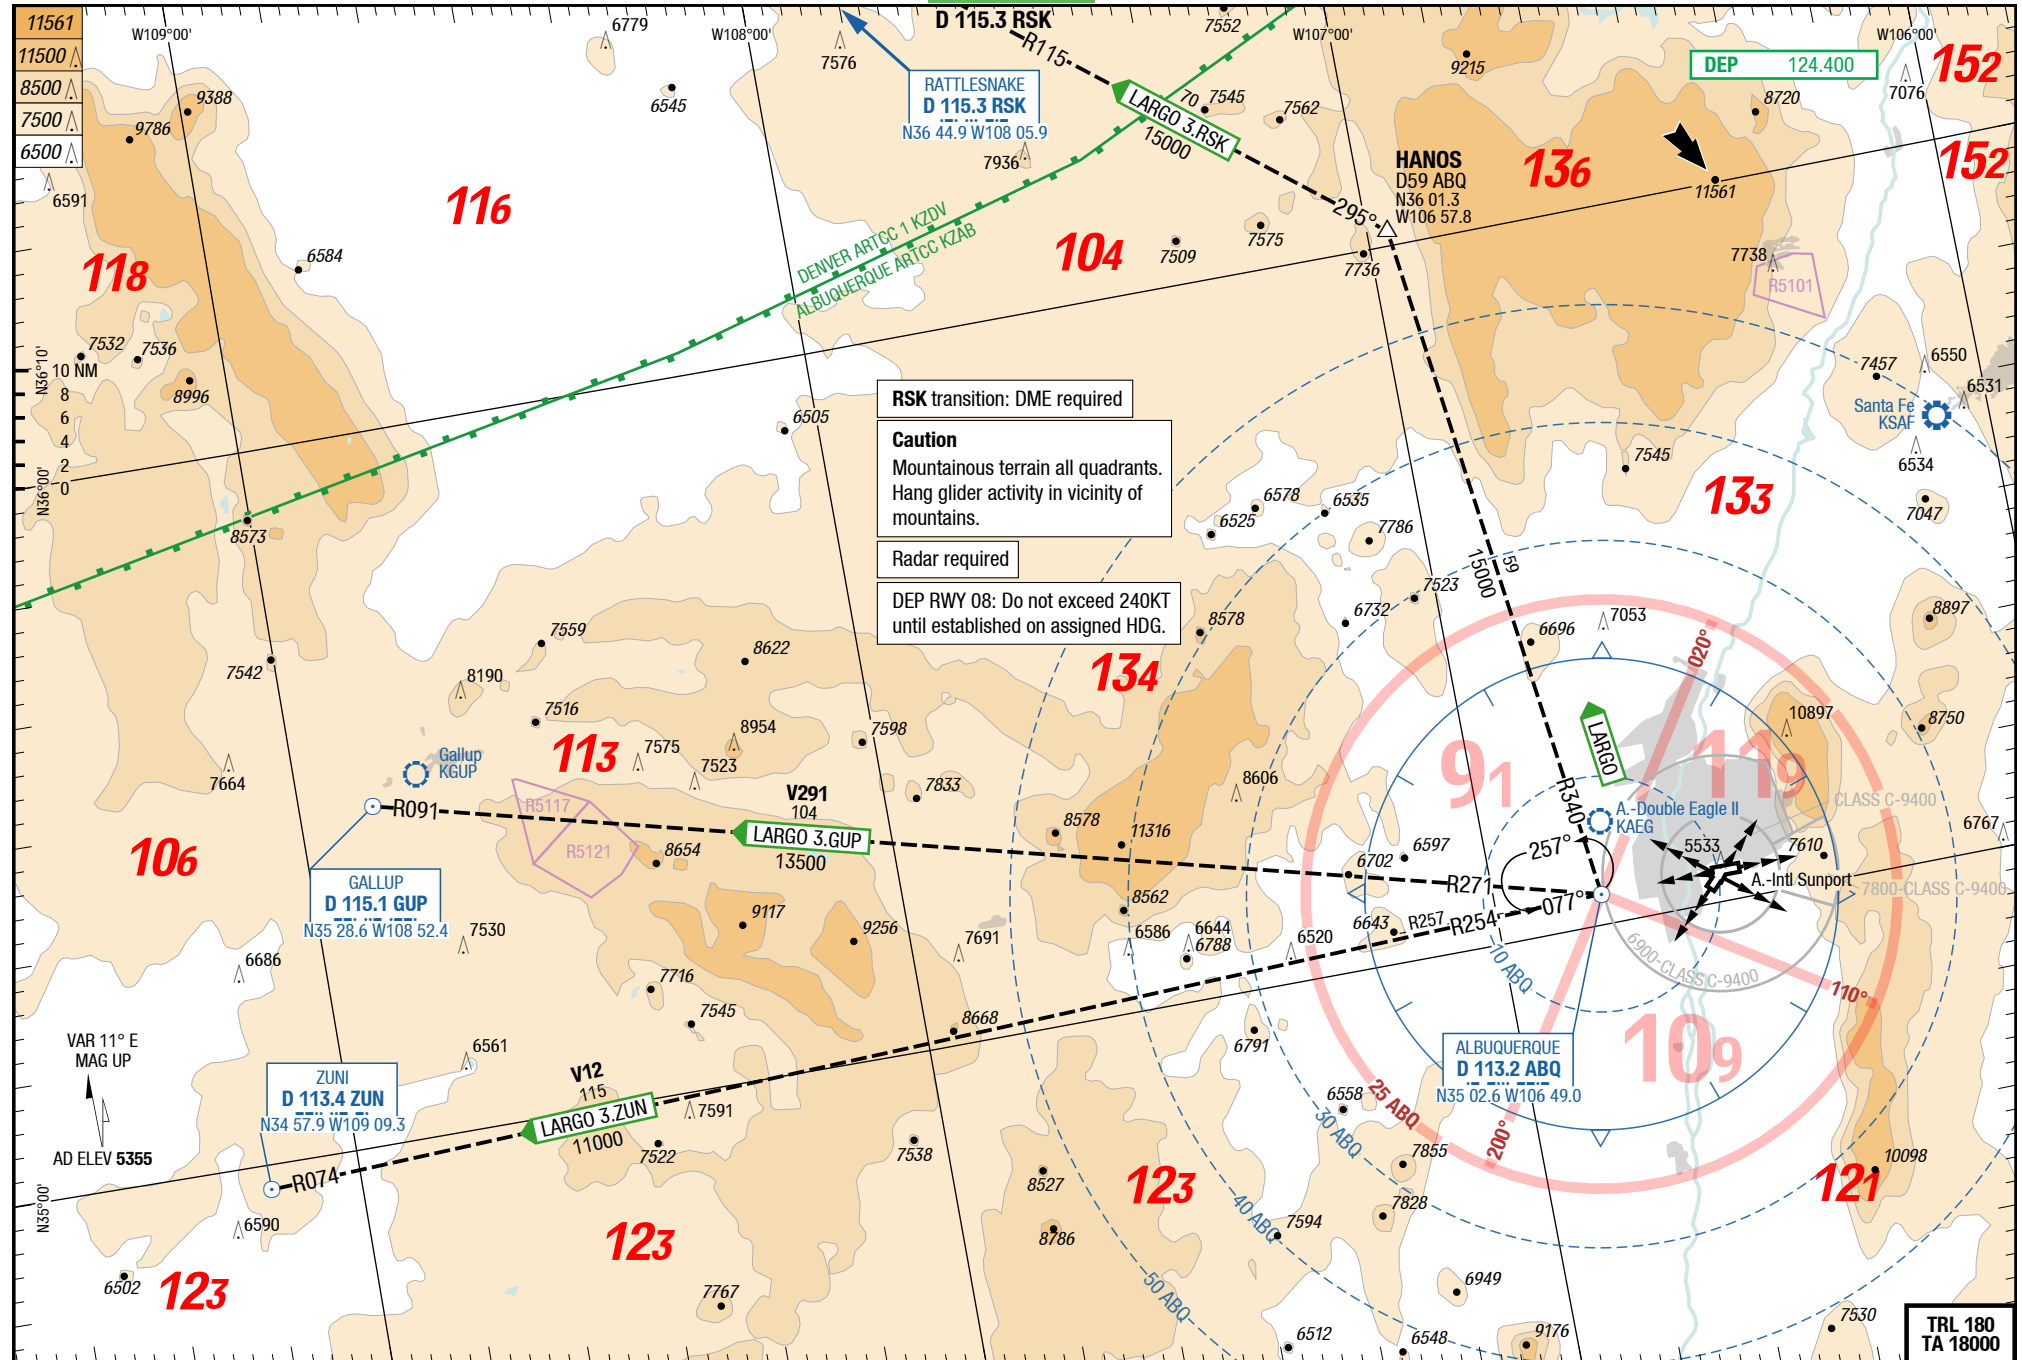 11561
11500
8500
7500
6500
W109°00'
W108°00'
W107°00'
W106°00'
6779
7576
6545
9388
9786
6591
D 115.3 RSK
R115
7552
RATTLESNAKE
D 115.3 RSK
N36 44.9 W108 05.9
7936
LARGO 3.RSK
70
15000
7545
7562
9215
DEP 124.400
8720
7076
152
152
116
118
104
136
11561
HANOS
D59 ABQ
N36 01.3
W106 57.8
295°
7509
7575
7736
7738
R5101
6584
DENVER ARTCC 1 KZDV
ALBUQUERQUE ARTCC KZAB
7532
7536
8996
N36°10'
10 NM
8
6
4
2
0
N36°00'
6505
8573
RSK transition: DME required
Caution
Mountainous terrain all quadrants.
Hang glider activity in vicinity of
mountains.
Radar required
DEP RWY 08: Do not exceed 240KT
until established on assigned HDG.
7457
6550
6531
Santa Fe
KSAF
6534
7047
7545
133
6578
6535
6525
7786
7523
6732
59
15000
6696
7053
020°
8897
8750
7559
8622
8578
134
7542
8190
7516
8954
7598
7575
7523
113
7664
Gallup
KGUP
R091
R5117
R5121
V291
104
LARGO 3.GUP
13500
7833
8578
11316
8606
8654
106
GALLUP
D 115.1 GUP
N35 28.6 W108 52.4
9117
9256
8562
7530
7691
6586
6644
6788
6520
6643
6702
6597
R271
R257
R254
077°
257°
R340
LARGO
91
119
10897
A.-Double Eagle II
KAEG
5533
7610
A.-Intl Sunport
CLASS C-9400
7800-CLASS C-9400
6900-CLASS C-9400
6767
110°
109
10 ABQ
ALBUQUERQUE
D 113.2 ABQ
N35 02.6 W106 49.0
25 ABQ
200°
30 ABQ
40 ABQ
50 ABQ
6686
7716
7545
8668
6791
6561
6558
VAR 11° E
MAG UP
AD ELEV 5355
ZUNI
D 113.4 ZUN
N34 57.9 W109 09.3
V12
115
LARGO 3.ZUN
11000
7591
7522
7538
8527
8786
R074
N35°00'
6590
6502
123
123
123
7767
7594
7855
7828
6949
6512
6548
9176
10098
121
7530
TRL 180
TA 18000